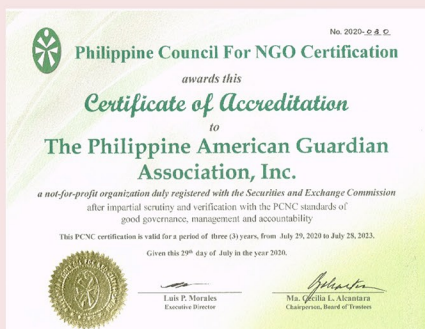 No. 2020-040
Philippine Council For NGO Certification
awards this
Certificate of Accreditation
to
The Philippine American Guardian
Association, Inc.
a not-for-profit organization duly registered with the Securities and Exchange Commission
after impartial scrutiny and verification with the PCNC standards of
good governance, management and accountability
This PCNC certification is valid for a period of three (3) years, from July 29, 2020 to July 28, 2023.
Given this 29th day of July in the year 2020.
Luis P. Morales
Executive Director
Ma. Cecilia L. Alcantara
Chairperson, Board of Trustees